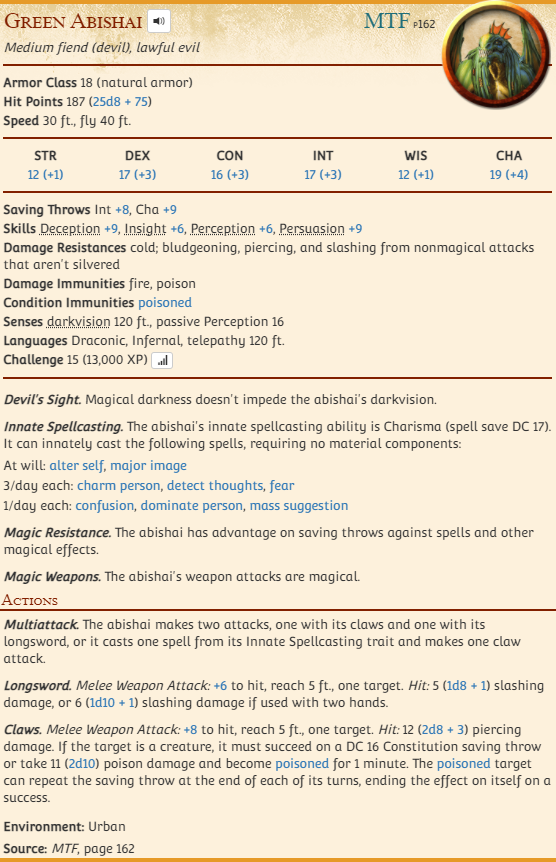 Green Abishai
MTF P162
Medium fiend (devil), lawful evil
Armor Class 18 (natural armor)
Hit Points 187 (25d8 + 75)
Speed 30 ft., fly 40 ft.
STR DEX CON INT WIS CHA
12 (+1) 17 (+3) 16 (+3) 17 (+3) 12 (+1) 19 (+4)
Saving Throws Int +8, Cha +9
Skills Deception +9, Insight +6, Perception +6, Persuasion +9
Damage Resistances cold; bludgeoning, piercing, and slashing from nonmagical attacks
that aren't silvered
Damage Immunities fire, poison
Condition Immunities poisoned
Senses darkvision 120 ft., passive Perception 16
Languages Draconic, Infernal, telepathy 120 ft.
Challenge 15 (13,000 XP)
Devil's Sight. Magical darkness doesn't impede the abishai's darkvision.
Innate Spellcasting. The abishai's innate spellcasting ability is Charisma (spell save DC 17).
It can innately cast the following spells, requiring no material components:
At will: alter self, major image
3/day each: charm person, detect thoughts, fear
1/day each: confusion, dominate person, mass suggestion
Magic Resistance. The abishai has advantage on saving throws against spells and other
magical effects.
Magic Weapons. The abishai's weapon attacks are magical.
Actions
Multiattack. The abishai makes two attacks, one with its claws and one with its
longsword, or it casts one spell from its Innate Spellcasting trait and makes one claw
attack.
Longsword. Melee Weapon Attack: +6 to hit, reach 5 ft., one target. Hit: 5 (1d8 + 1) slashing
damage, or 6 (1d10 + 1) slashing damage if used with two hands.
Claws. Melee Weapon Attack: +8 to hit, reach 5 ft., one target. Hit: 12 (2d8 + 3) piercing
damage. If the target is a creature, it must succeed on a DC 16 Constitution saving throw
or take 11 (2d10) poison damage and become poisoned for 1 minute. The poisoned target
can repeat the saving throw at the end of each of its turns, ending the effect on itself on a
success.
Environment: Urban
Source: MTF, page 162